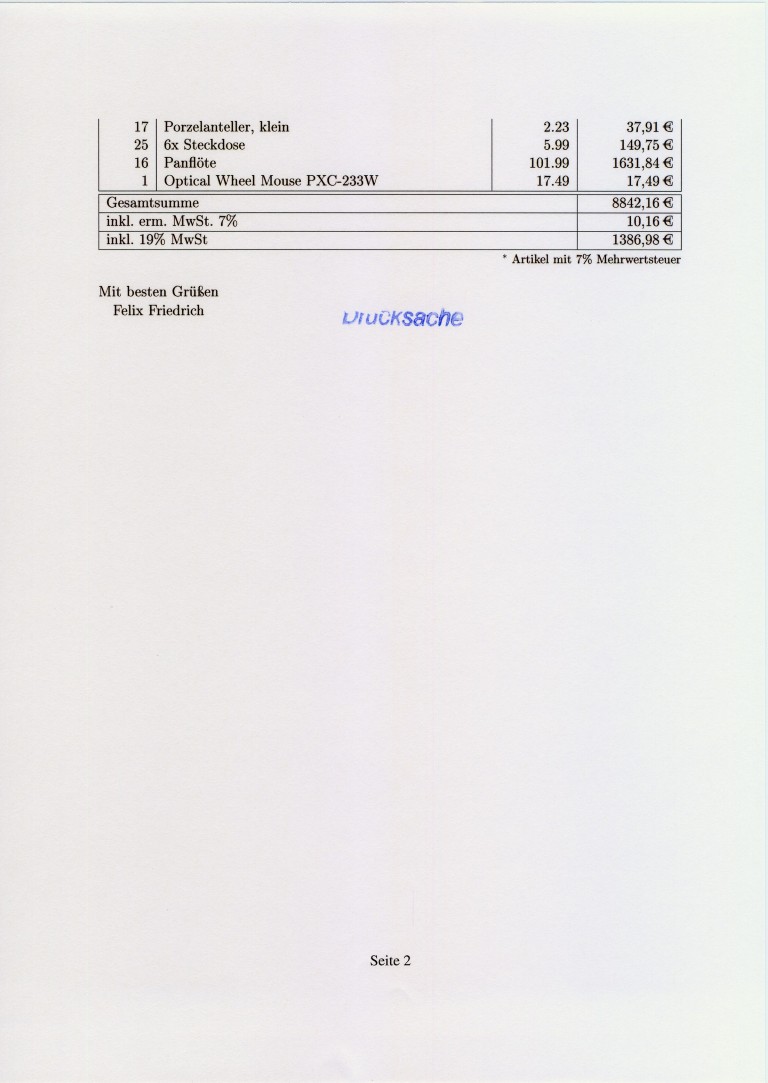 17 Porzelanteller, klein 2.23 37,91 €
25 6x Steckdose 5.99 149,75 €
16 Panflöte 101.99 1631,84 €
1 Optical Wheel Mouse PXC-233W 17.49 17,49 €
Gesamtsumme 8842,16 €
inkl. erm. MwSt. 7% 10,16 €
inkl. 19% MwSt 1386,98 €
* Artikel mit 7% Mehrwertsteuer
Mit besten Grüßen
Felix Friedrich
Drucksache
Seite 2